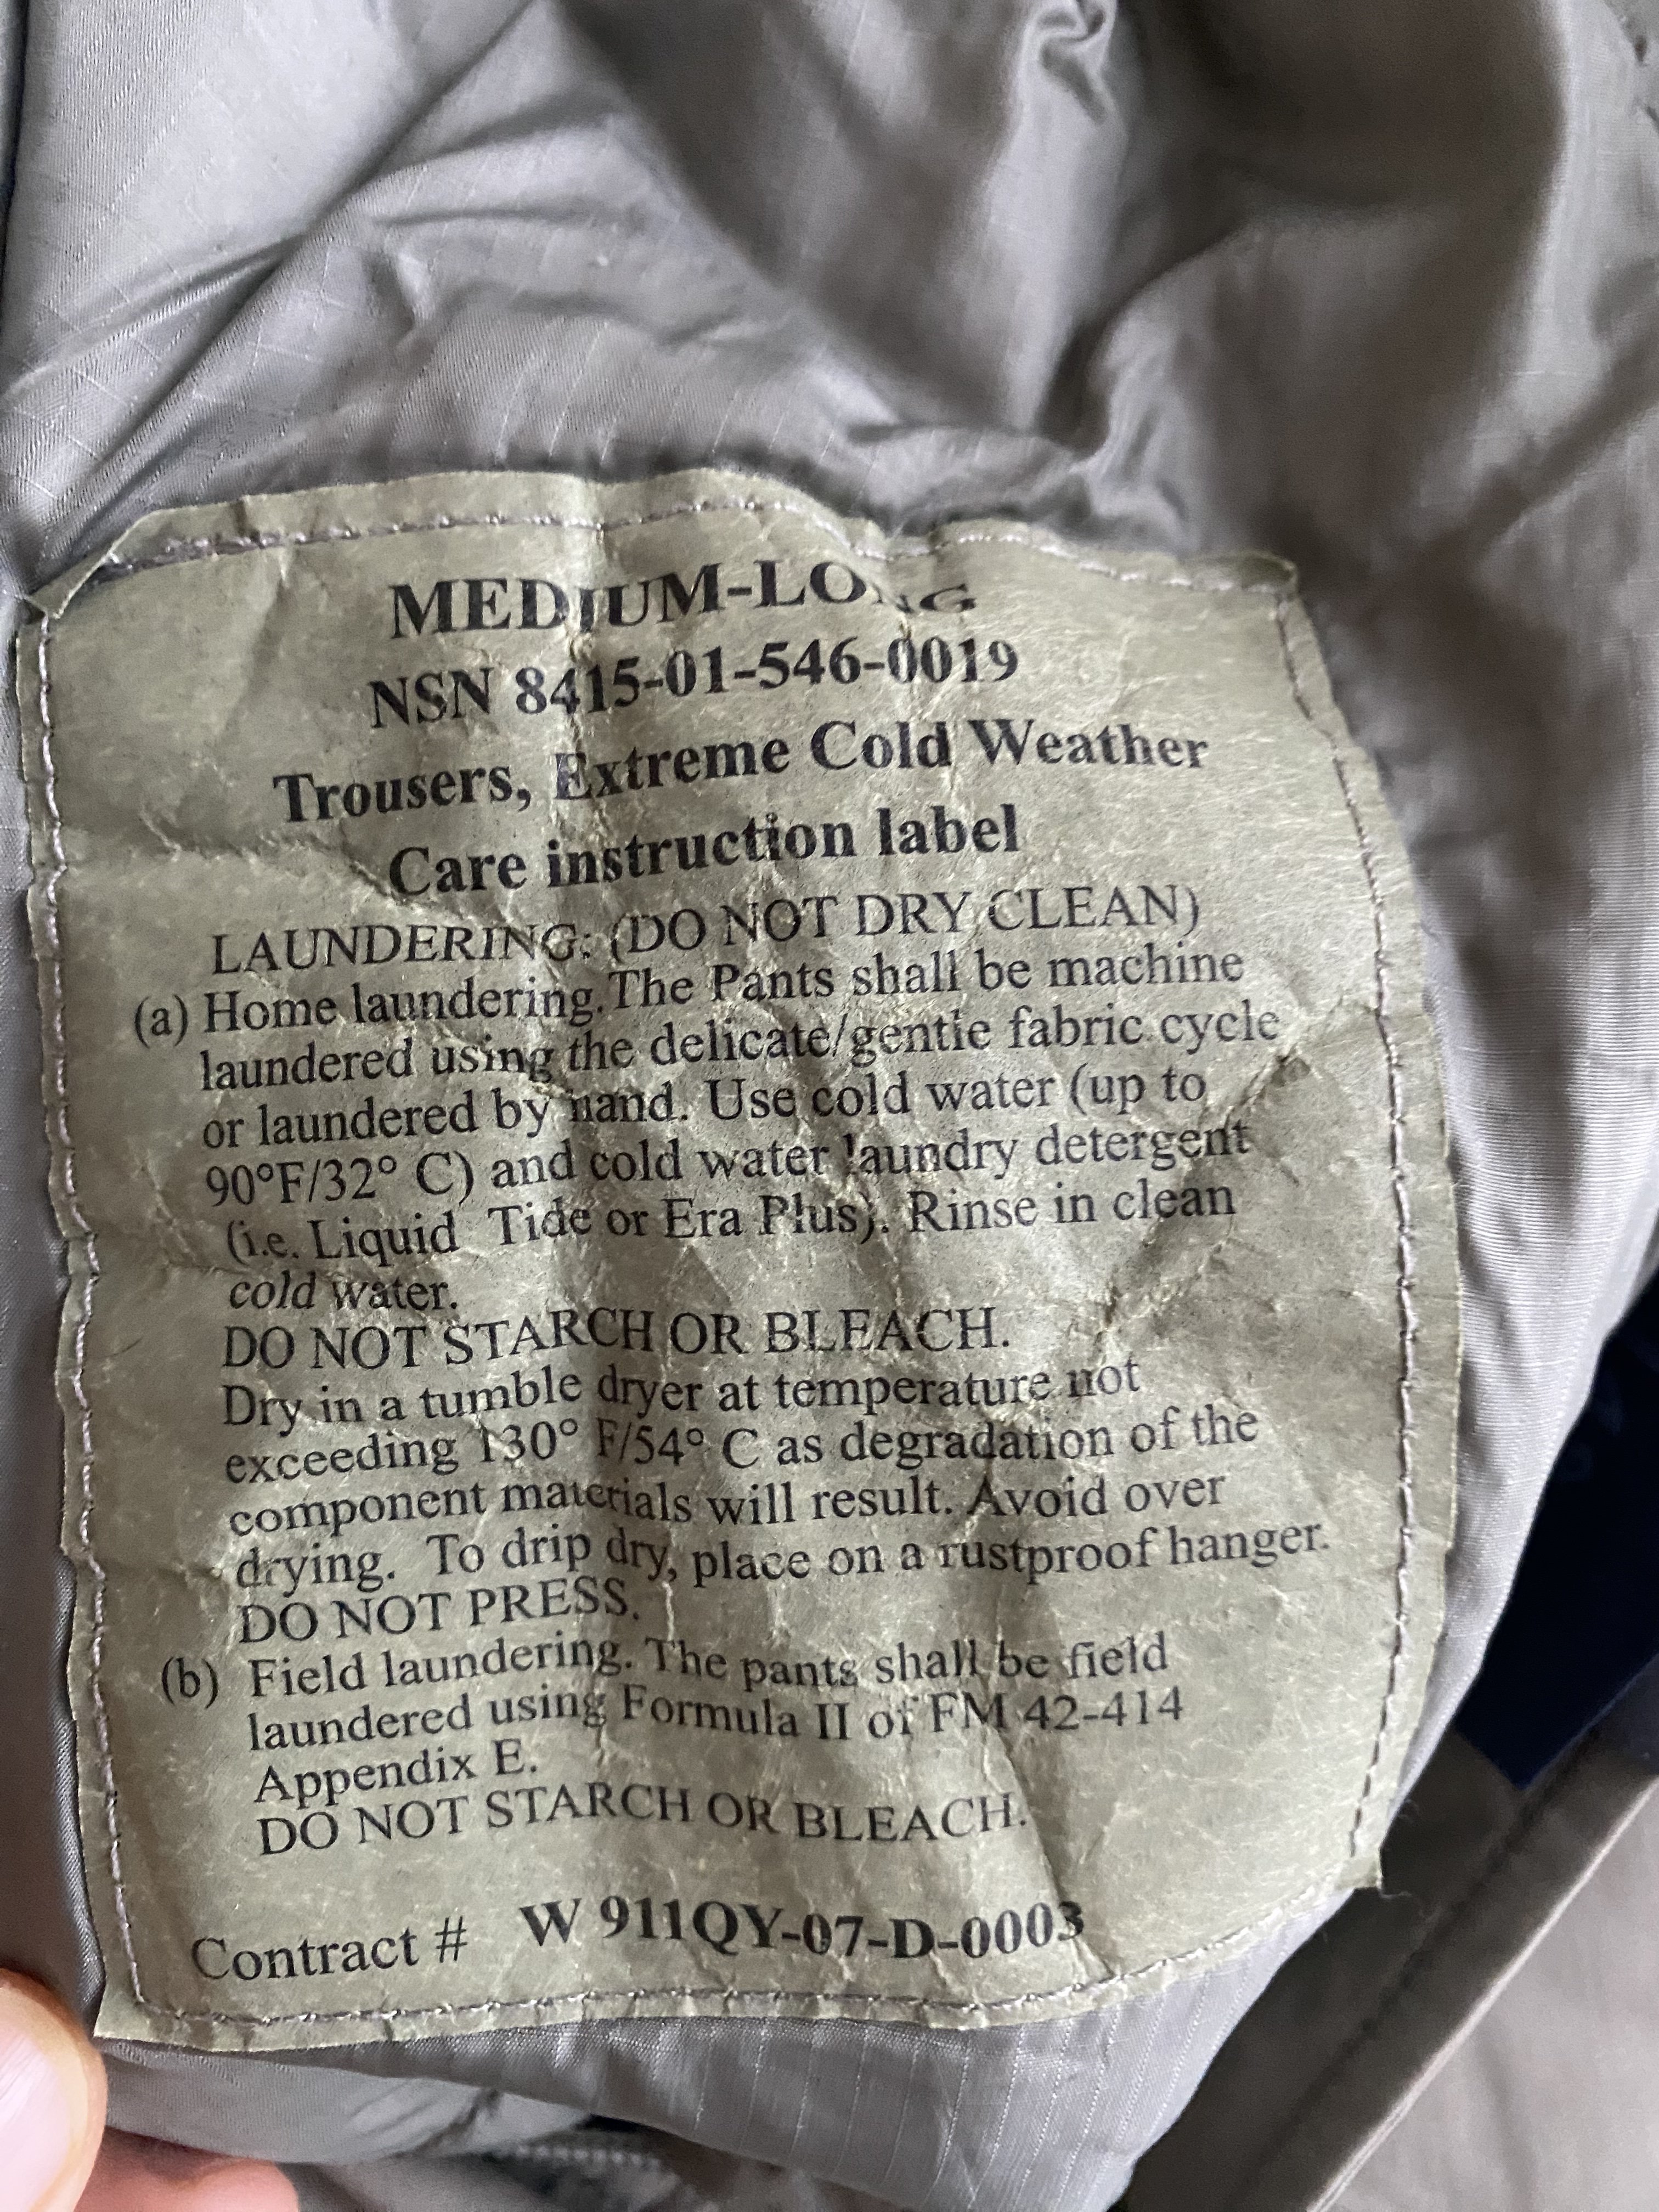 MEDIUM-LONG
NSN 8415-01-546-0019
Trousers, Extreme Cold Weather
Care instruction label
LAUNDERING: (DO NOT DRY CLEAN)
(a) Home laundering.The Pants shall be machine
laundered using the delicate/gentle fabric cycle
or laundered by hand. Use cold water (up to
90°F/32° C) and cold water laundry detergent
(i.e. Liquid Tide or Era Plus). Rinse in clean
cold water.
DO NOT STARCH OR BLEACH.
Dry in a tumble dryer at temperature not
exceeding 130° F/54° C as degradation of the
component materials will result. Avoid over
drying. To drip dry, place on a rustproof hanger.
DO NOT PRESS.
(b) Field laundering. The pants shall be field
laundered using Formula II of FM 42-414
Appendix E.
DO NOT STARCH OR BLEACH.
Contract # W 911QY-07-D-0003